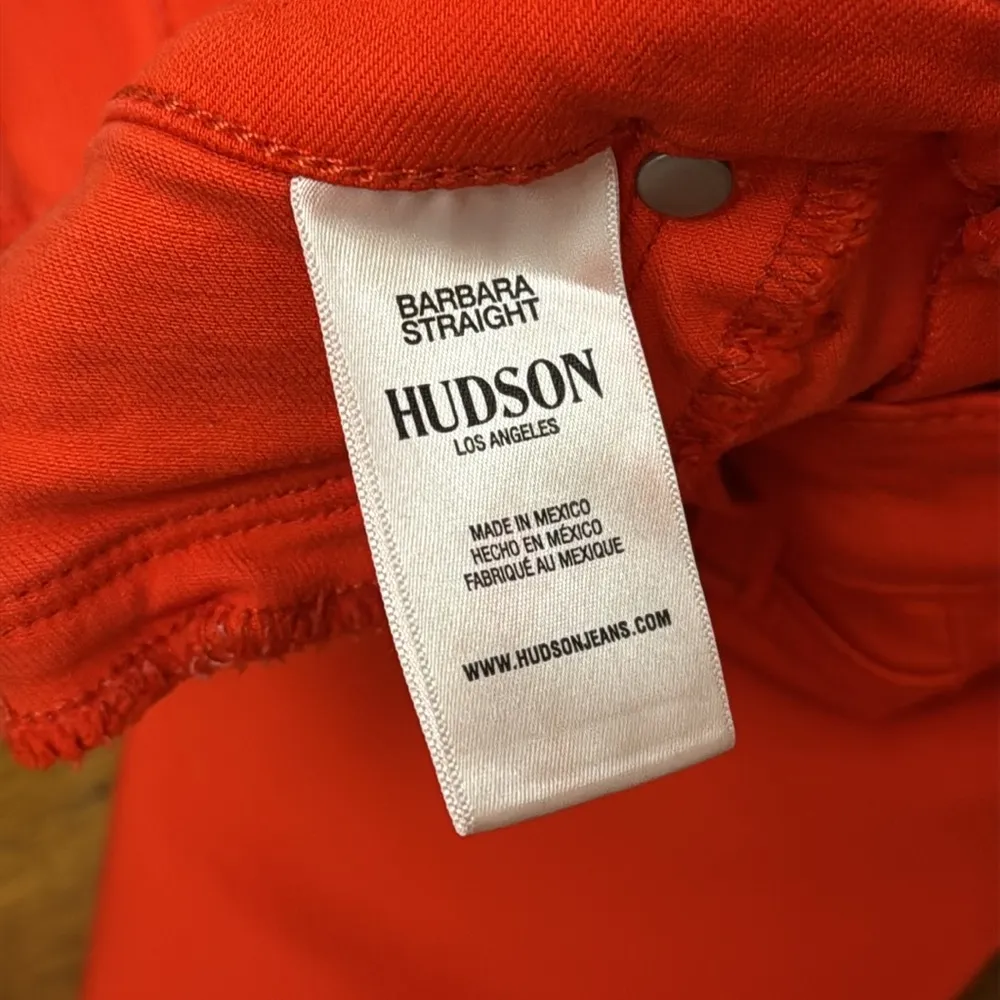 BARBARA
STRAIGHT
HUDSON
LOS ANGELES
MADE IN MEXICO
HECHO EN MÉXICO
FABRIQUÉ AU MEXIQUE
WWW.HUDSONJEANS.COM